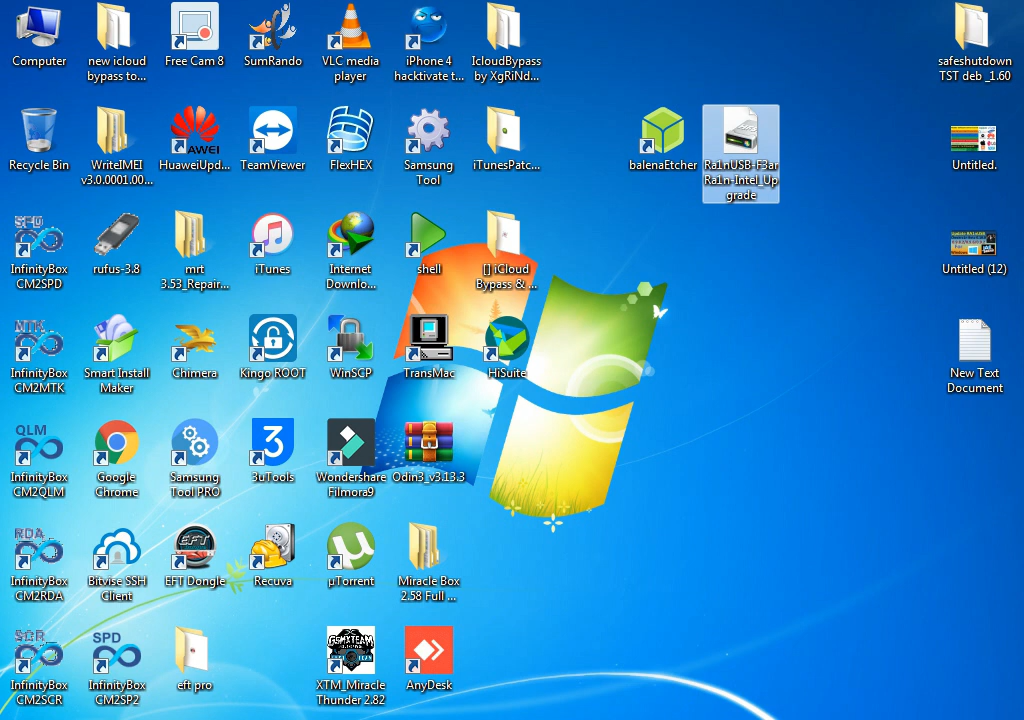 Computer
new icloud
bypass to...
Free Cam 8
SumRando
VLC media
player
iPhone 4
hacktivate t...
IcloudBypass
by XgRiNd...
safeshutdown
TST deb _1.60
Recycle Bin
WriteIMEI
v3.0.0001.00...
HUAWEI
HuaweiUpd...
TeamViewer
FlexHEX
Samsung
Tool
iTunesPatc...
balenaEtcher
Ra1nUSB-F3ar
Ra1n-Intel_Up
grade
Untitled.
SPD
InfinityBox
CM2SPD
rufus-3.8
mrt
3.53_Repair...
iTunes
Internet
Downlo...
shell
[] iCloud
Bypass & ...
Untitled (12)
MTK
InfinityBox
CM2MTK
Smart Install
Maker
Chimera
Kingo ROOT
WinSCP
TransMac
HiSuite
New Text
Document
QLM
InfinityBox
CM2QLM
Google
Chrome
Samsung
Tool PRO
3
3uTools
Wondershare
Filmora9
Odin3_v3.13.3
RDA
InfinityBox
CM2RDA
Bitvise SSH
Client
EFT
EFT Dongle
Recuva
µTorrent
Miracle Box
2.58 Full ...
SCR
InfinityBox
CM2SCR
SPD
InfinityBox
CM2SP2
eft pro
GSMXTEAM
XTM_Miracle
Thunder 2.82
AnyDesk